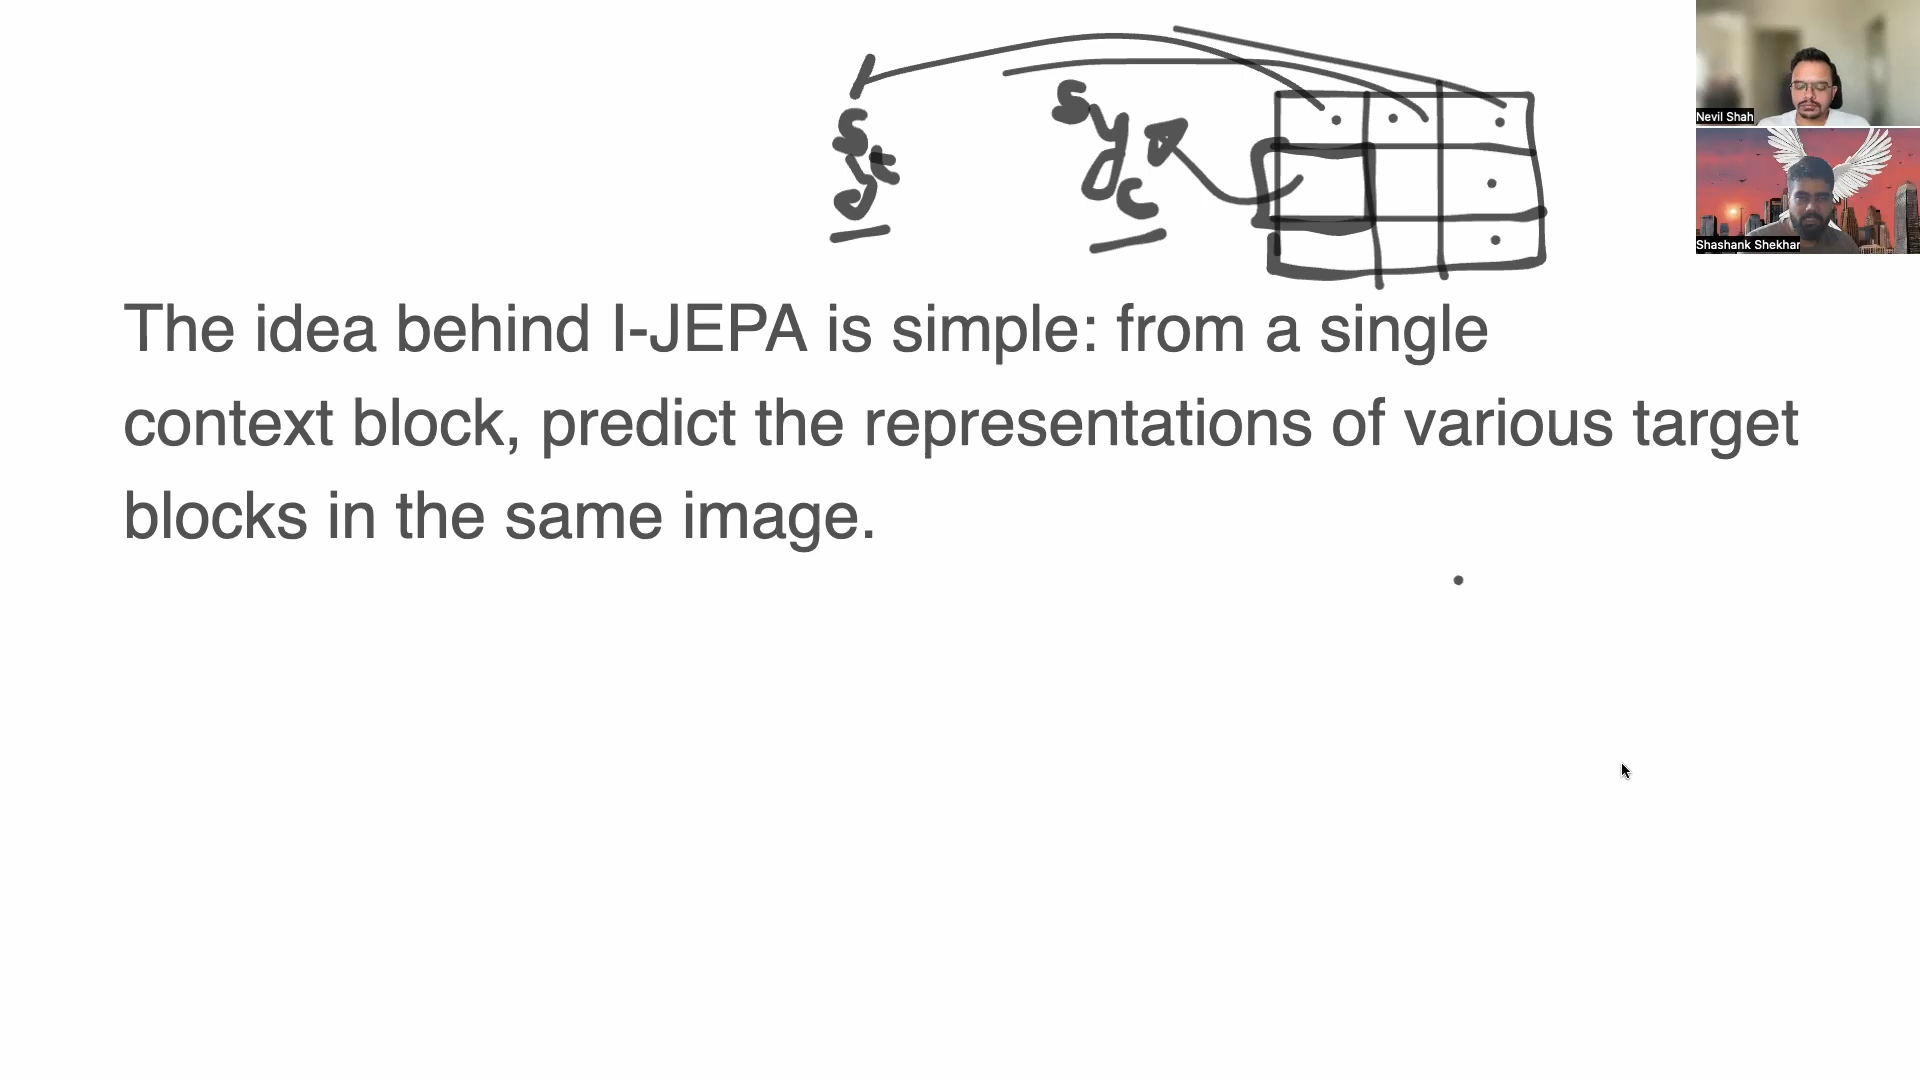 s y t
s y c
Nevil Shah
Shashank Shekhar
The idea behind I-JEPA is simple: from a single
context block, predict the representations of various target
blocks in the same image.